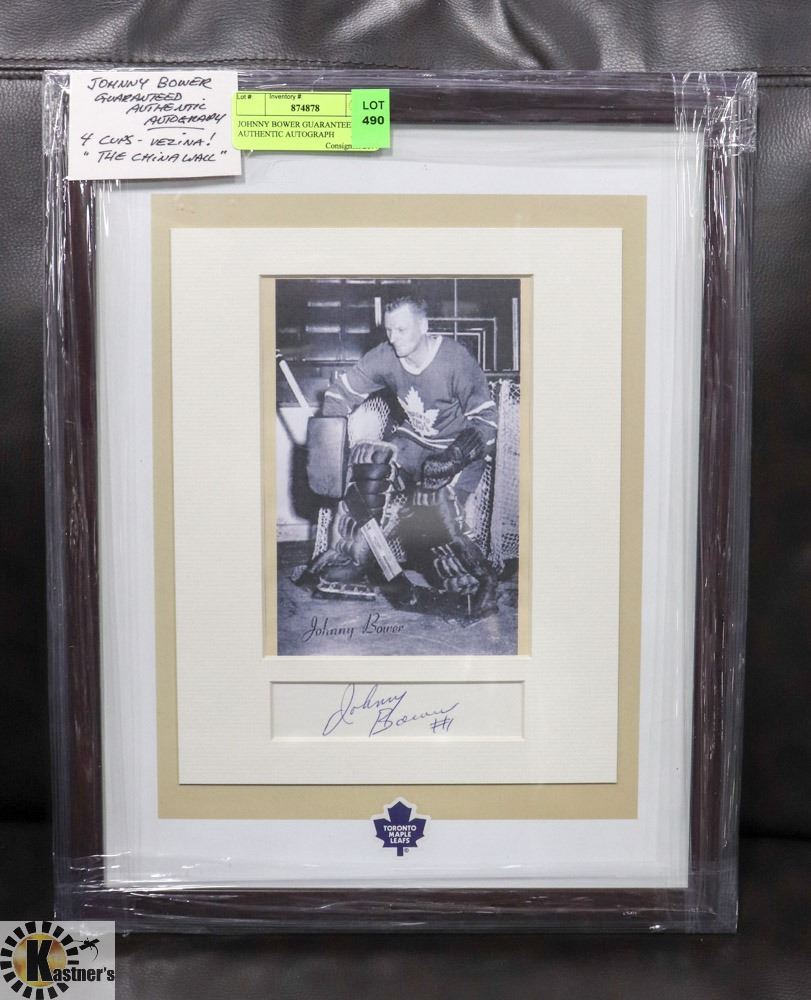 JOHNNY BOWER
GUARANTEED
AUTHENTIC
AUTOGRAPH
4 CUPS - VEZINA!
"THE CHINA WALL"
Lot #: Inventory #:
874878
JOHNNY BOWER GUARANTEE
AUTHENTIC AUTOGRAPH
LOT
490
Johnny Bower
Johnny
Bower
#1
TORONTO
MAPLE
LEAFS
Kastner's